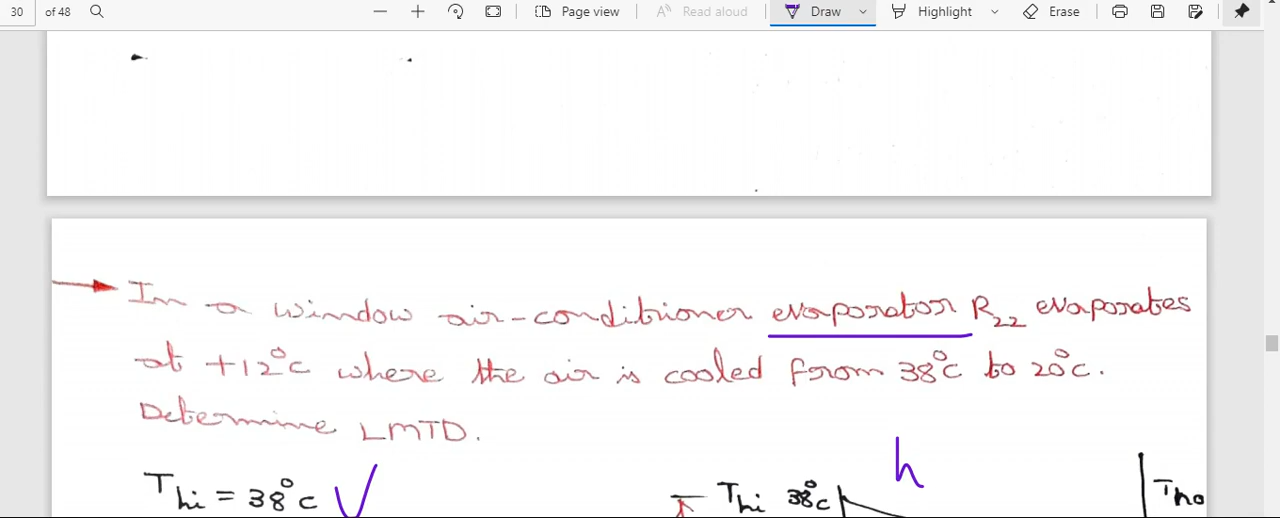 30 of 48 Page view Read aloud Draw Highlight Erase
In a window air-conditioner evaporator R22 evaporates
at +12°c where the air is cooled from 38°c to 20°c.
Determine LMTD.
h
Thi = 38°c Thi 38°c Tho